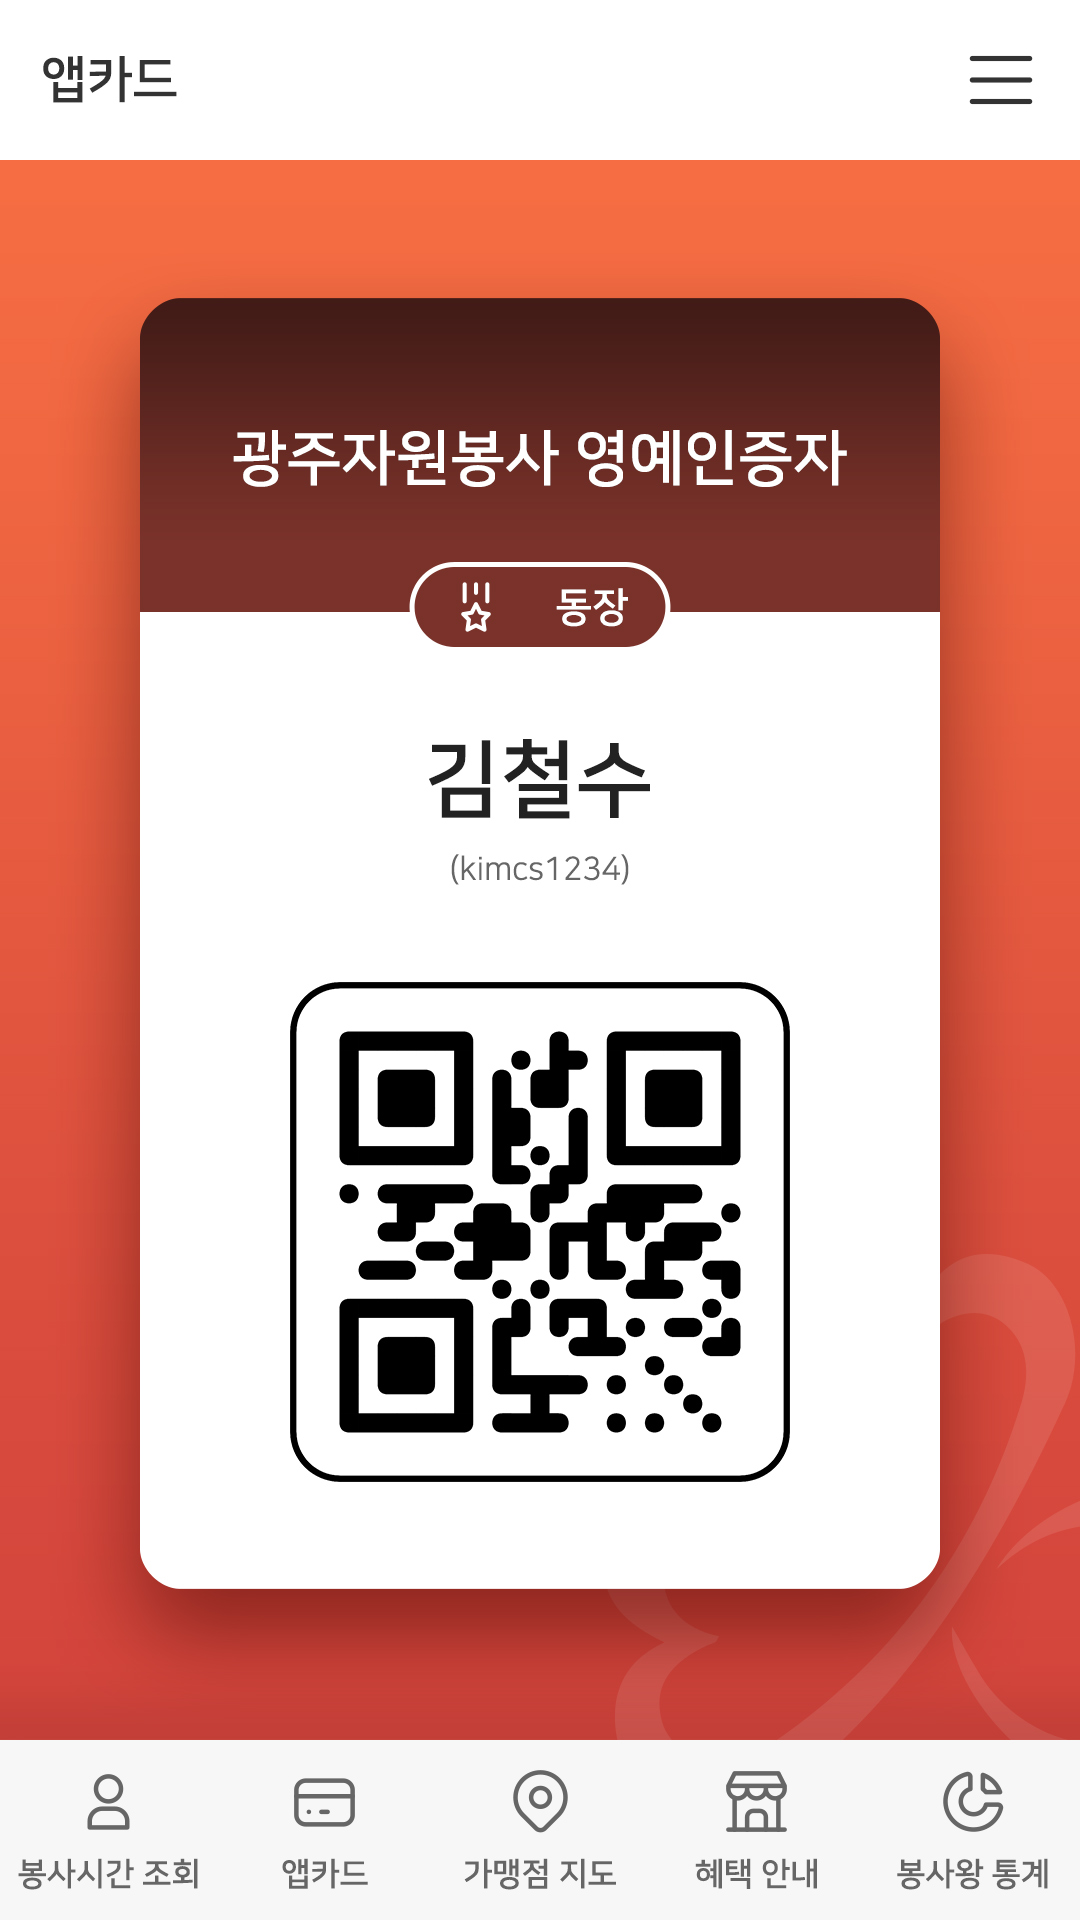 앱카드
광주자원봉사 영예인증자
동장
김철수
(kimcs1234)
봉사시간 조회
앱카드
가맹점 지도
혜택 안내
봉사왕 통계